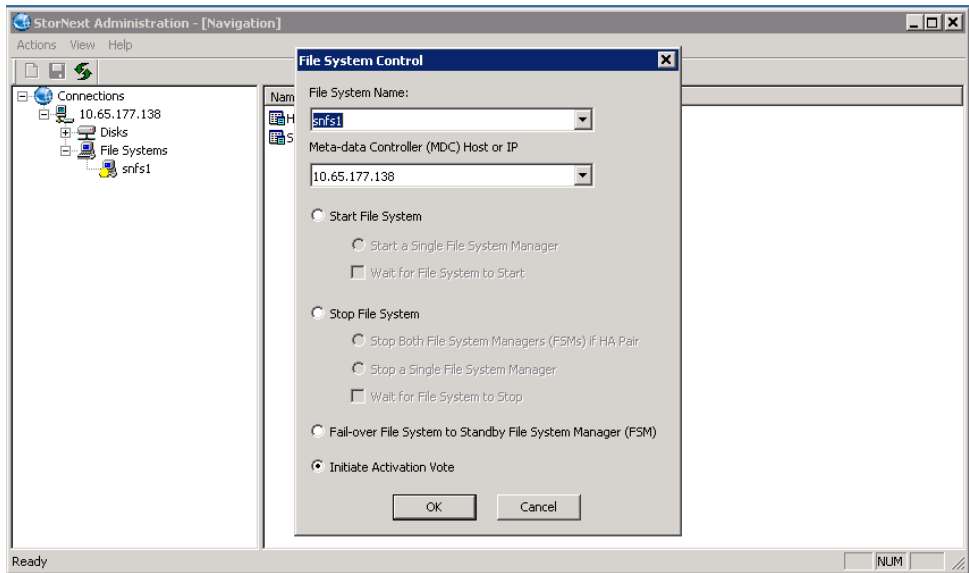 StorNext Administration - [Navigation]
Actions View Help
Connections
10.65.177.138
Disks
File Systems
snfs1
Nam
H
S
File System Control
File System Name:
snfs1
Meta-data Controller (MDC) Host or IP
10.65.177.138
Start File System
Start a Single File System Manager
Wait for File System to Start
Stop File System
Stop Both File System Managers (FSMs) if HA Pair
Stop a Single File System Manager
Wait for File System to Stop
Fail-over File System to Standby File System Manager (FSM)
Initiate Activation Vote
OK Cancel
Ready NUM